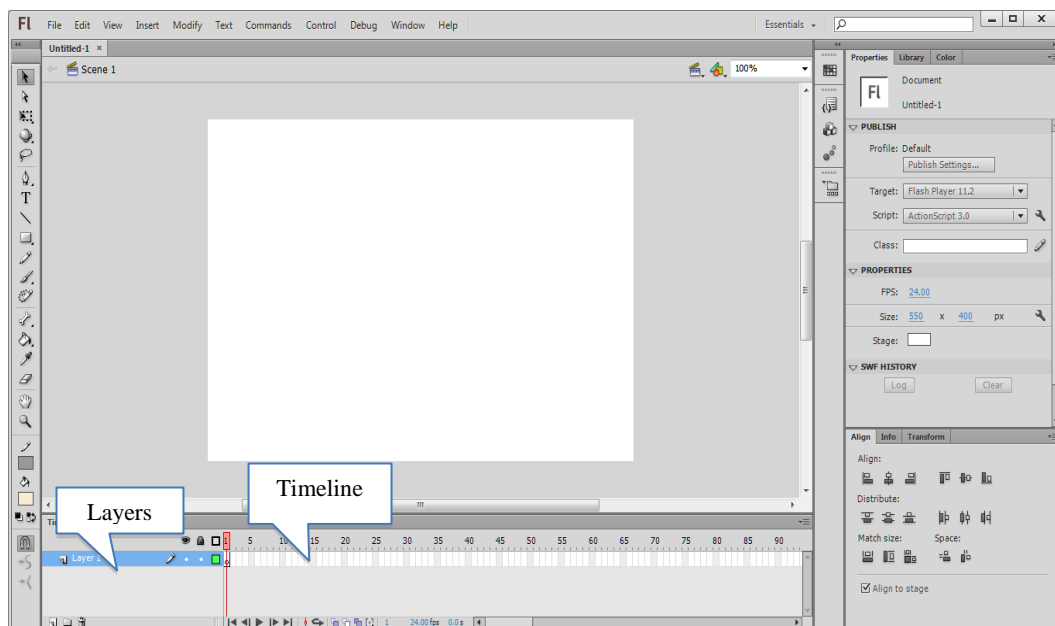 Fl File Edit View Insert Modify Text Commands Control Debug Window Help Essentials
Untitled-1 ×
Scene 1 100%
Properties Library Color
Fl Document
Untitled-1
PUBLISH
Profile: Default
Publish Settings...
Target: Flash Player 11.2
Script: ActionScript 3.0
Class:
PROPERTIES
FPS: 24.00
Size: 550 x 400 px
Stage:
SWF HISTORY
Log Clear
Align Info Transform
Align:
Distribute:
Match size: Space:
Align to stage
Layers
Timeline
1 5 10 15 20 25 30 35 40 45 50 55 60 65 70 75 80 85 90
Layer 1
1 24.00 fps 0.0 s